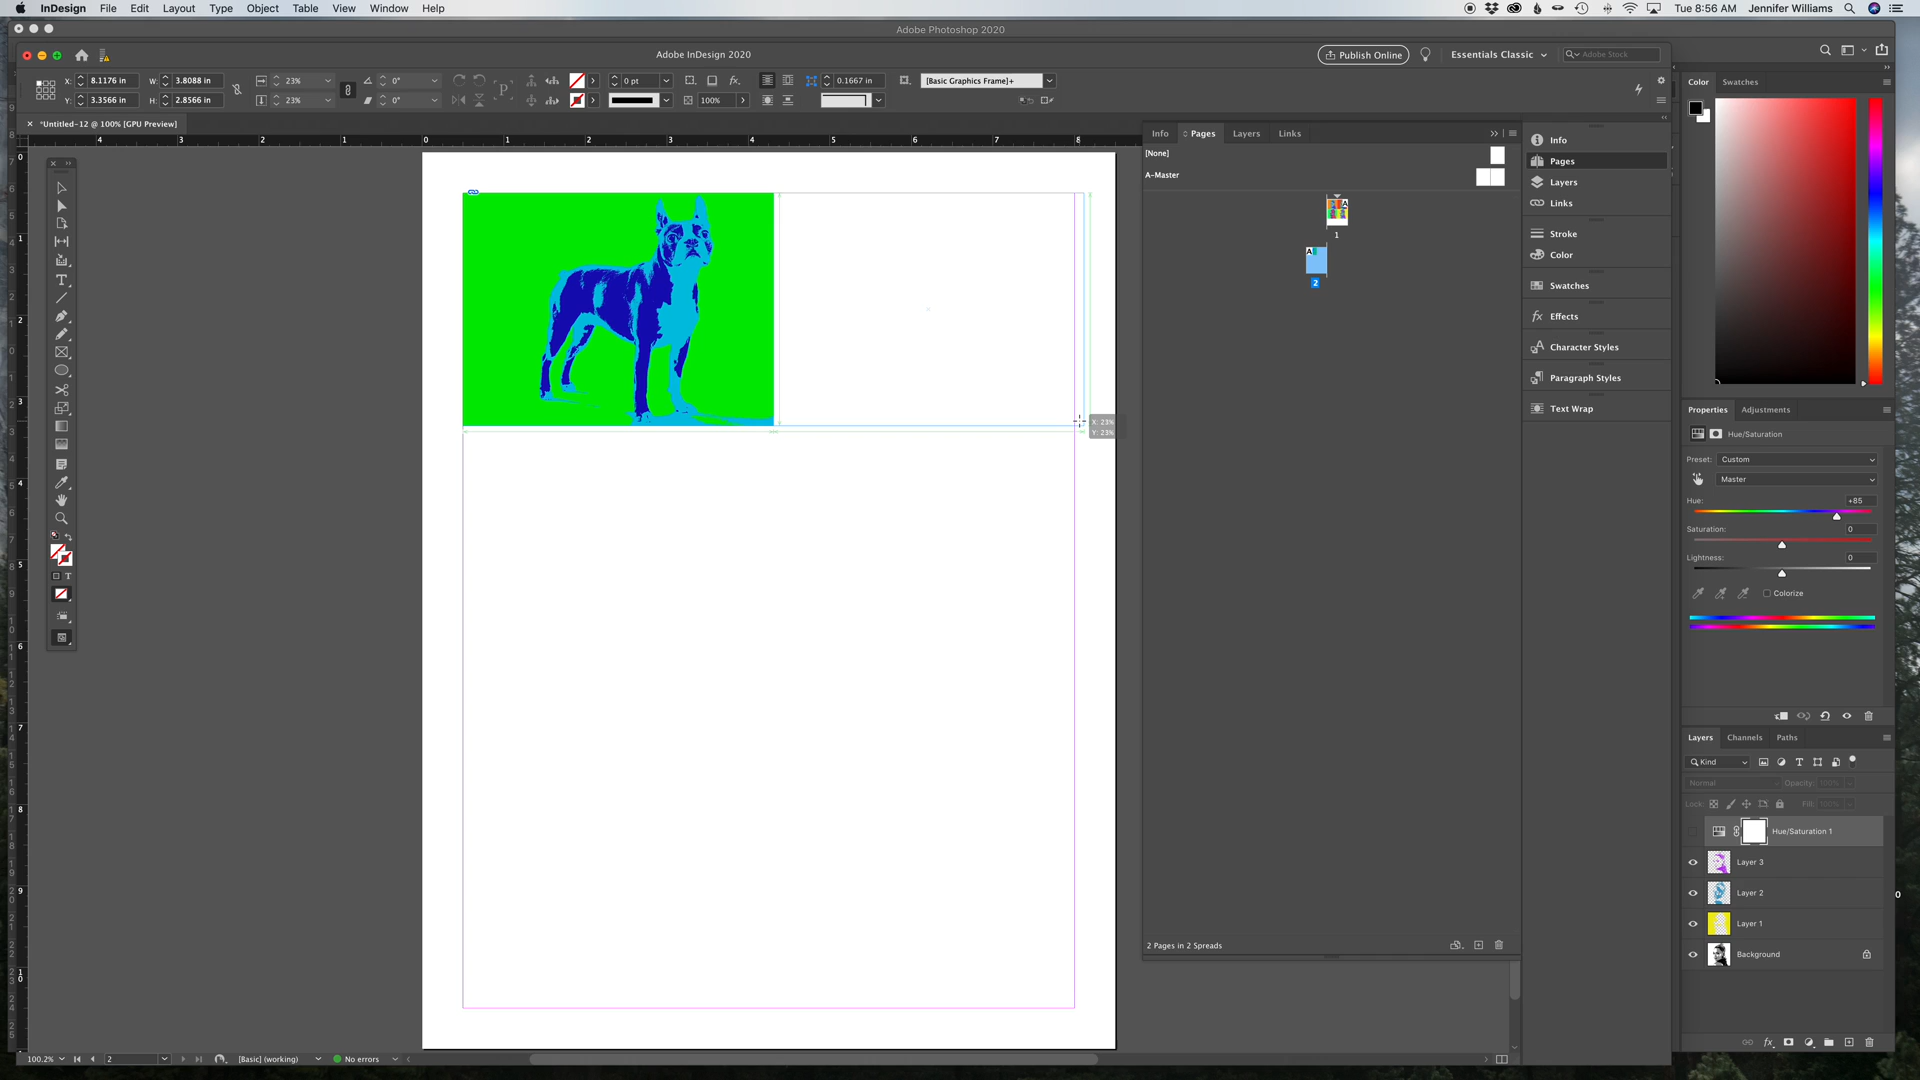 InDesign File Edit Layout Type Object Table View Window Help
Tue 8:56 AM Jennifer Williams
Adobe Photoshop 2020
Adobe InDesign 2020
Publish Online
Essentials Classic
Adobe Stock
X: 8.1176 in W: 3.8088 in 23% 0° 0 pt 0.1667 in [Basic Graphics Frame]+
Y: 3.3566 in H: 2.8566 in 23% 0° 100%
*Untitled-12 @ 100% [GPU Preview]
Color Swatches
Info Pages Layers Links
[None]
A-Master
A
1
A
2
X: 23%
Y: 23%
Info
Pages
Layers
Links
Stroke
Color
Swatches
Effects
Character Styles
Paragraph Styles
Text Wrap
Properties Adjustments
Hue/Saturation
Preset: Custom
Master
Hue: +85
Saturation: 0
Lightness: 0
Colorize
Layers Channels Paths
Kind
Normal Opacity: 100%
Lock: Fill: 100%
Hue/Saturation 1
Layer 3
Layer 2
Layer 1
Background
2 Pages in 2 Spreads
100.2% 2 [Basic] (working) No errors